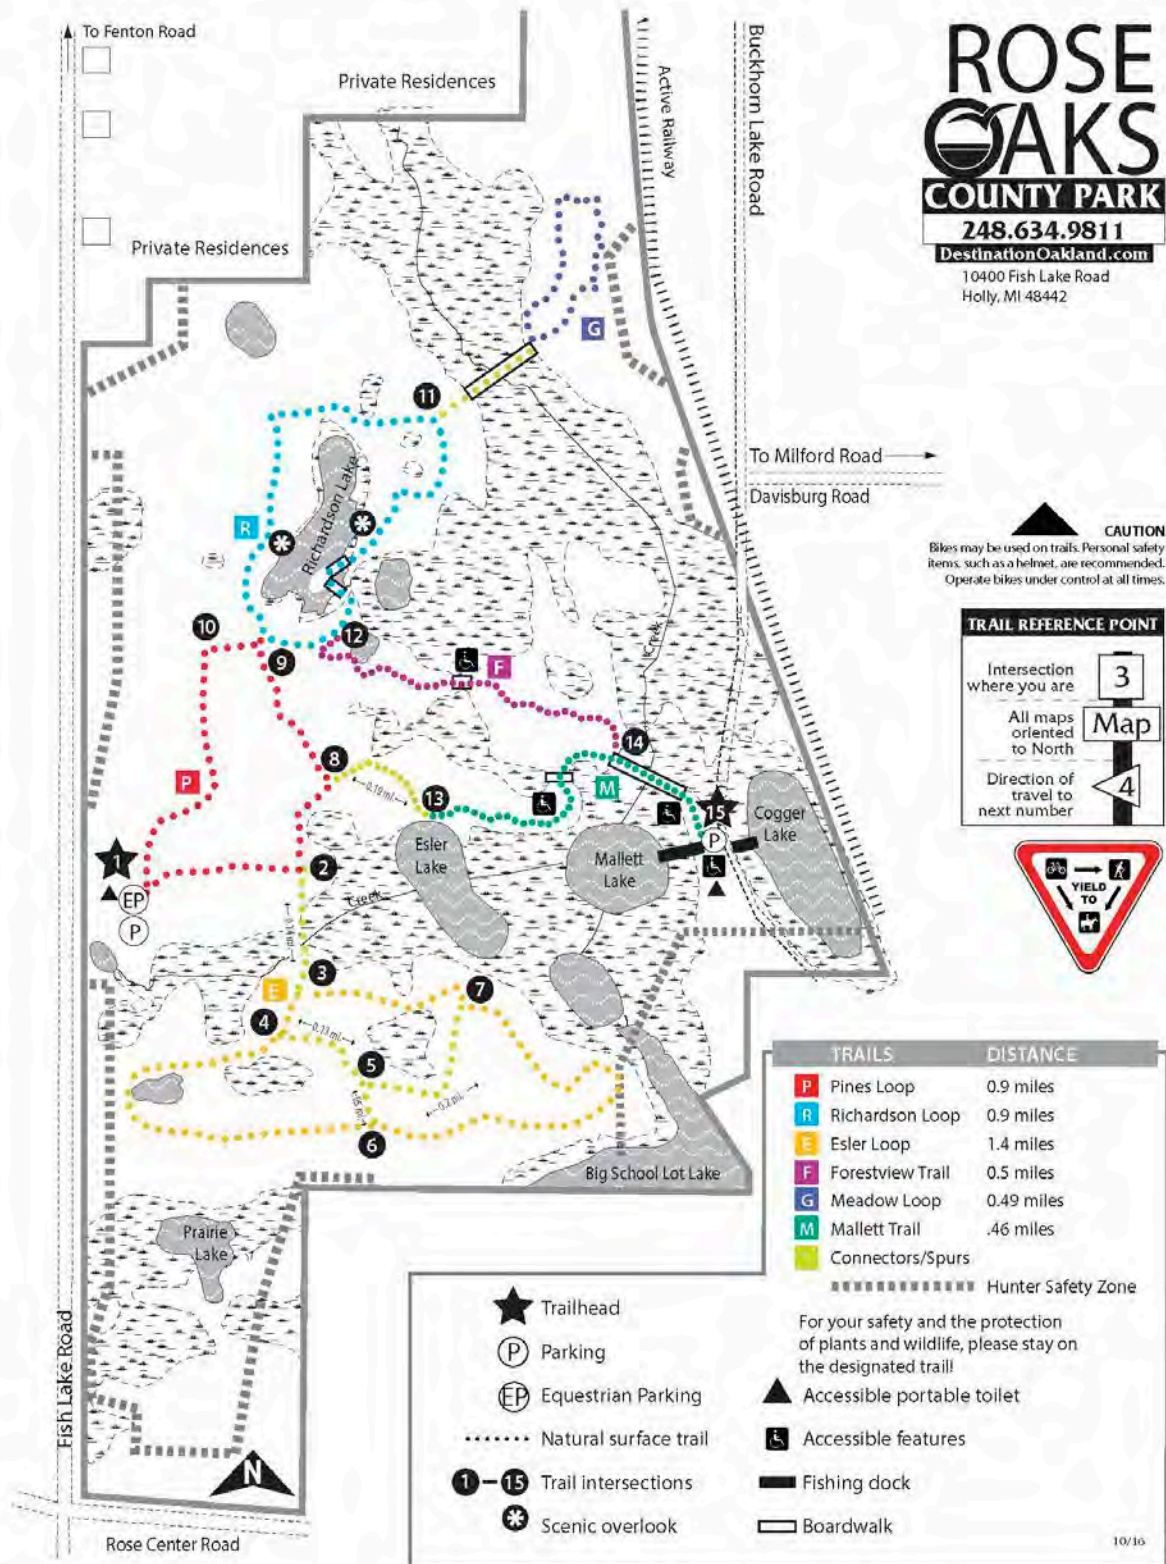 To Fenton Road
Private Residences
Private Residences
Active Railway
Buckhorn Lake Road
ROSE
OAKS
COUNTY PARK
248.634.9811
DestinationOakland.com
10400 Fish Lake Road
Holly, MI 48442
G
11
To Milford Road
Davisburg Road
R
Richardson Lake
CAUTION
Bikes may be used on trails. Personal safety
items, such as a helmet, are recommended.
Operate bikes under control at all times.
TRAIL REFERENCE POINT
Intersection
where you are
3
All maps
oriented
to North
Map
Direction of
travel to
next number
4
YIELD
TO
10
12
9
F
Creek
14
8
P
0.19 mi.
13
M
15
P
Cogger
Lake
Esler
Lake
Mallett
Lake
1
EP
P
2
Creek
3
E
7
4
0.13 mi.
5
0.2 mi.
6
Big School Lot Lake
Prairie
Lake
Fish Lake Road
N
Rose Center Road
TRAILS DISTANCE
P Pines Loop 0.9 miles
R Richardson Loop 0.9 miles
E Esler Loop 1.4 miles
F Forestview Trail 0.5 miles
G Meadow Loop 0.49 miles
M Mallett Trail .46 miles
Connectors/Spurs
Hunter Safety Zone
For your safety and the protection
of plants and wildlife, please stay on
the designated trail!
Trailhead
P Parking
EP Equestrian Parking
Natural surface trail
1 – 15 Trail intersections
Scenic overlook
Accessible portable toilet
Accessible features
Fishing dock
Boardwalk
10/16